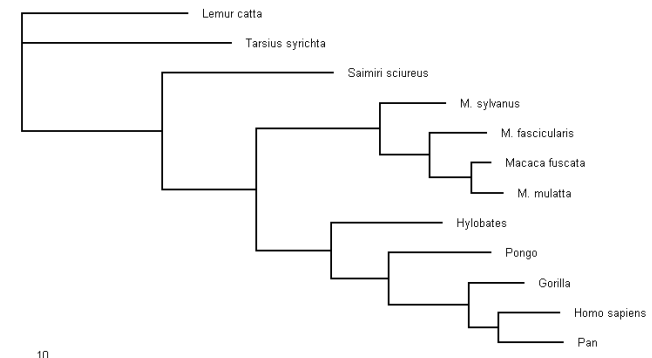 Lemur catta
Tarsius syrichta
Saimiri sciureus
M. sylvanus
M. fascicularis
Macaca fuscata
M. mulatta
Hylobates
Pongo
Gorilla
Homo sapiens
Pan
10